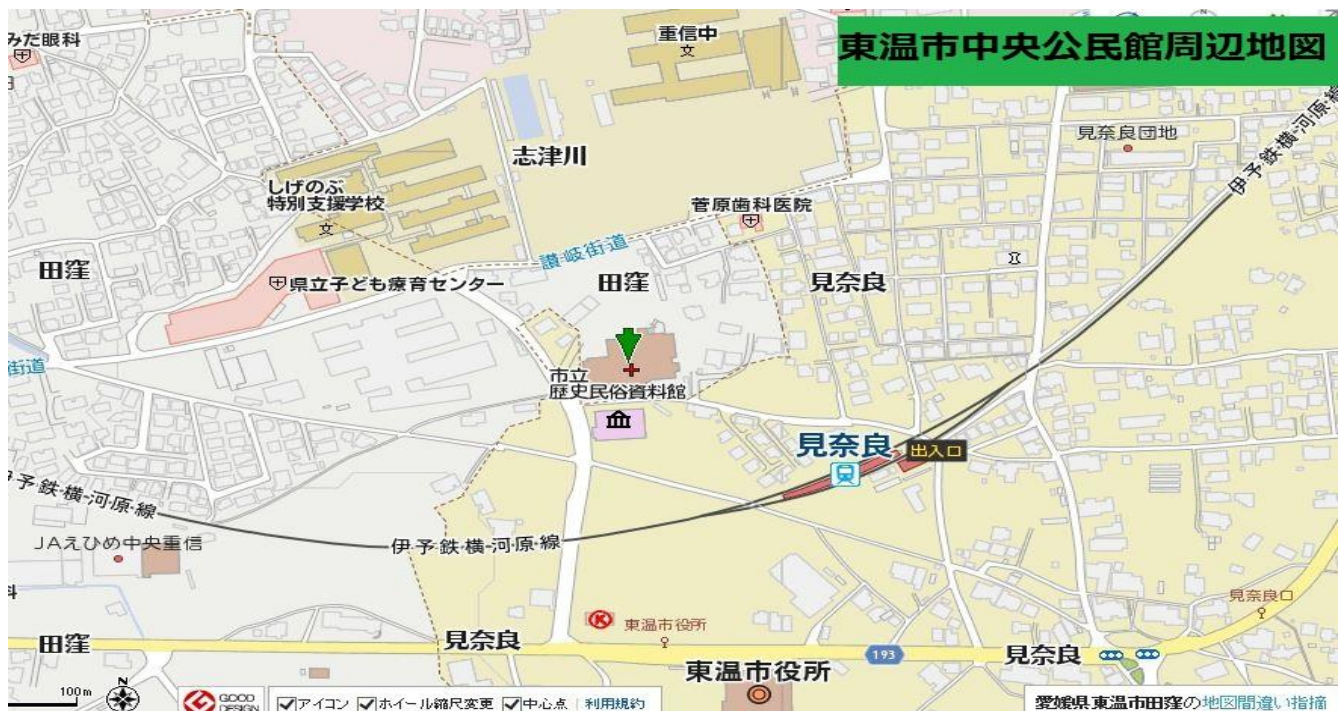 みだ眼科
重信中
東温市中央公民館周辺地図
見奈良団地
伊予鉄横河原線
志津川
しげのぶ
特別支援学校
菅原歯科医院
讃岐街道
田窪
県立子ども療育センター
田窪
見奈良
街道
市立
歴史民俗資料館
見奈良
出入口
伊予鉄横河原線
伊予鉄横河原線
JAえひめ中央重信
科
見奈良口
K
東温市役所
田窪
見奈良
193
見奈良
東温市役所
100m
N
GOOD
DESIGN
アイコン
ホイール縮尺変更
中心点
利用規約
愛媛県東温市田窪の地図間違い指摘